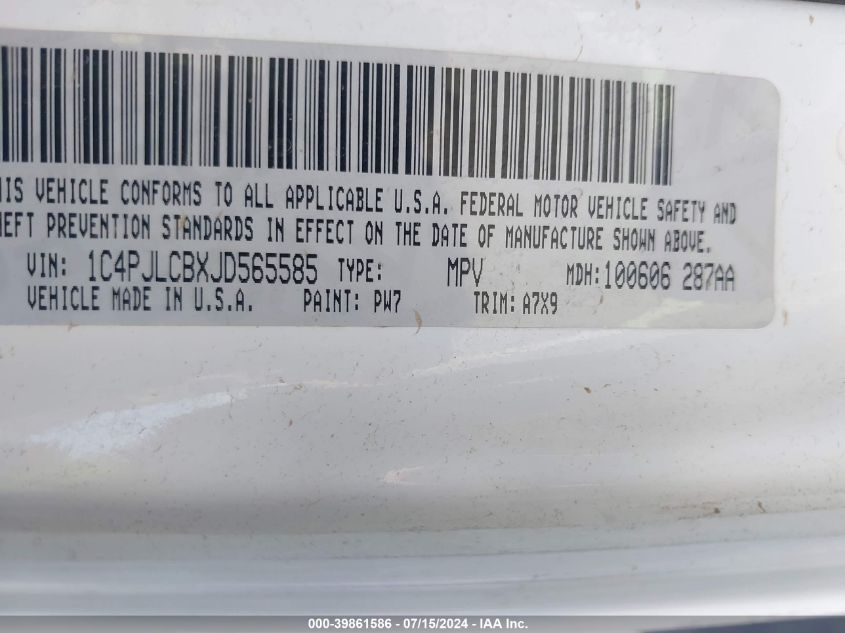 HIS VEHICLE CONFORMS TO ALL APPLICABLE U.S.A. FEDERAL MOTOR VEHICLE SAFETY AND
HEFT PREVENTION STANDARDS IN EFFECT ON THE DATE OF MANUFACTURE SHOWN ABOVE.
VIN: 1C4PJLCBXJD565585 TYPE: MPV MDH:100606 287AA
VEHICLE MADE IN U.S.A. PAINT: PW7 TRIM: A7X9
000-39861586 - 07/15/2024 - IAA Inc.